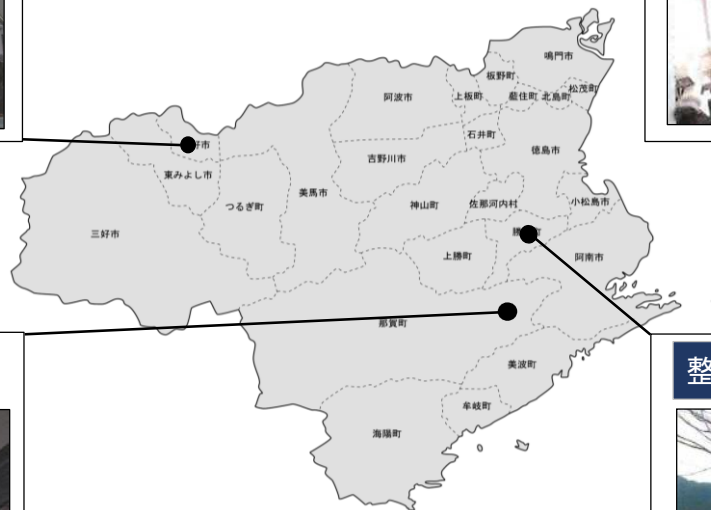 鳴門市
板野町
松茂町
阿波市
上板町
藍住町
北島町
石井町
好市
徳島市
吉野川市
東みよし市
美馬市
つるぎ町
神山町
佐那河内村
小松島市
三好市
勝
上勝町
阿南市
那賀町
美波町
整
牟岐町
海陽町